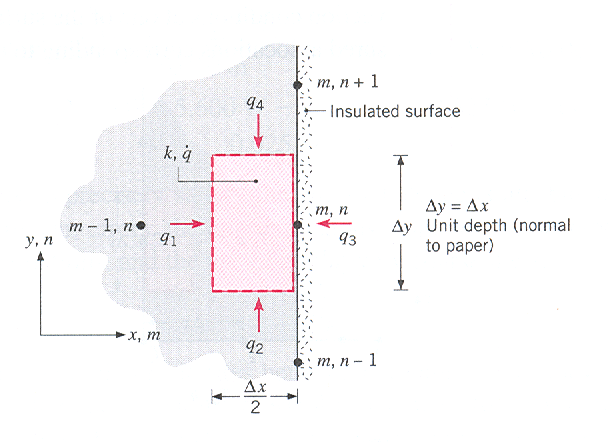 m, n + 1
q4
Insulated surface
k, q̇
m, n
Δy = Δx
m – 1, n
q1
q3
Δy
Unit depth (normal
to paper)
y, n
x, m
q2
m, n – 1
Δx
2